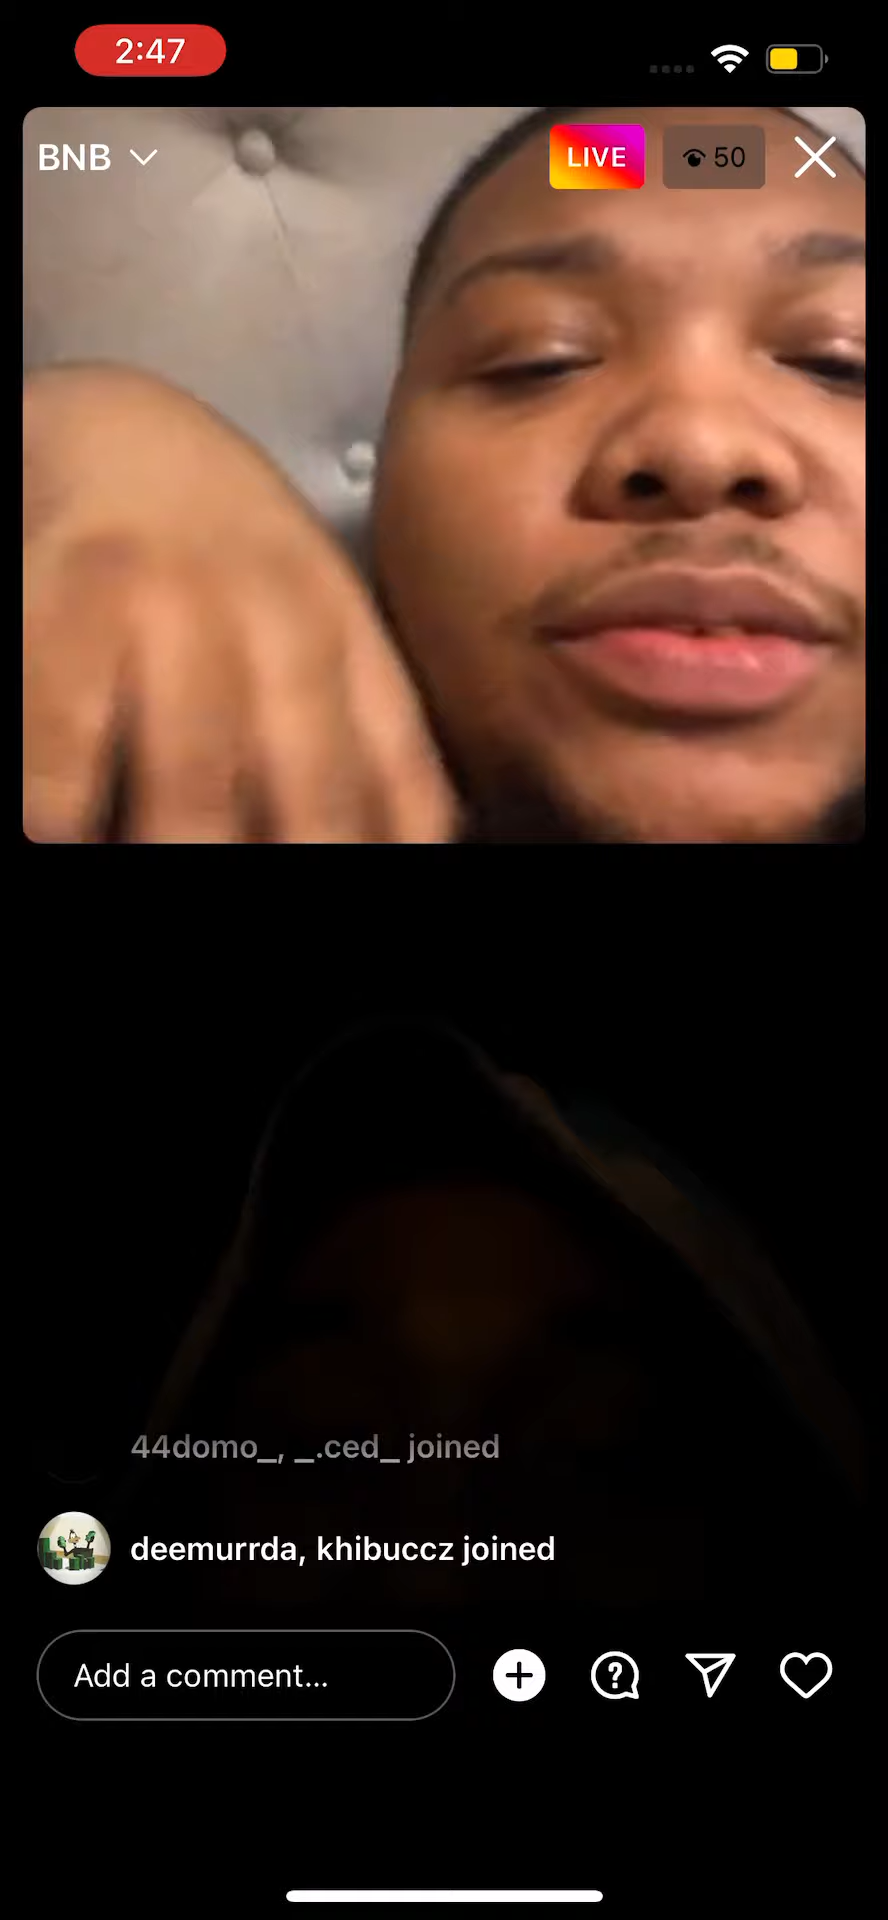 2:47
BNB
LIVE
50
44domo_, _.ced_ joined
deemurrda, khibuccz joined
Add a comment...